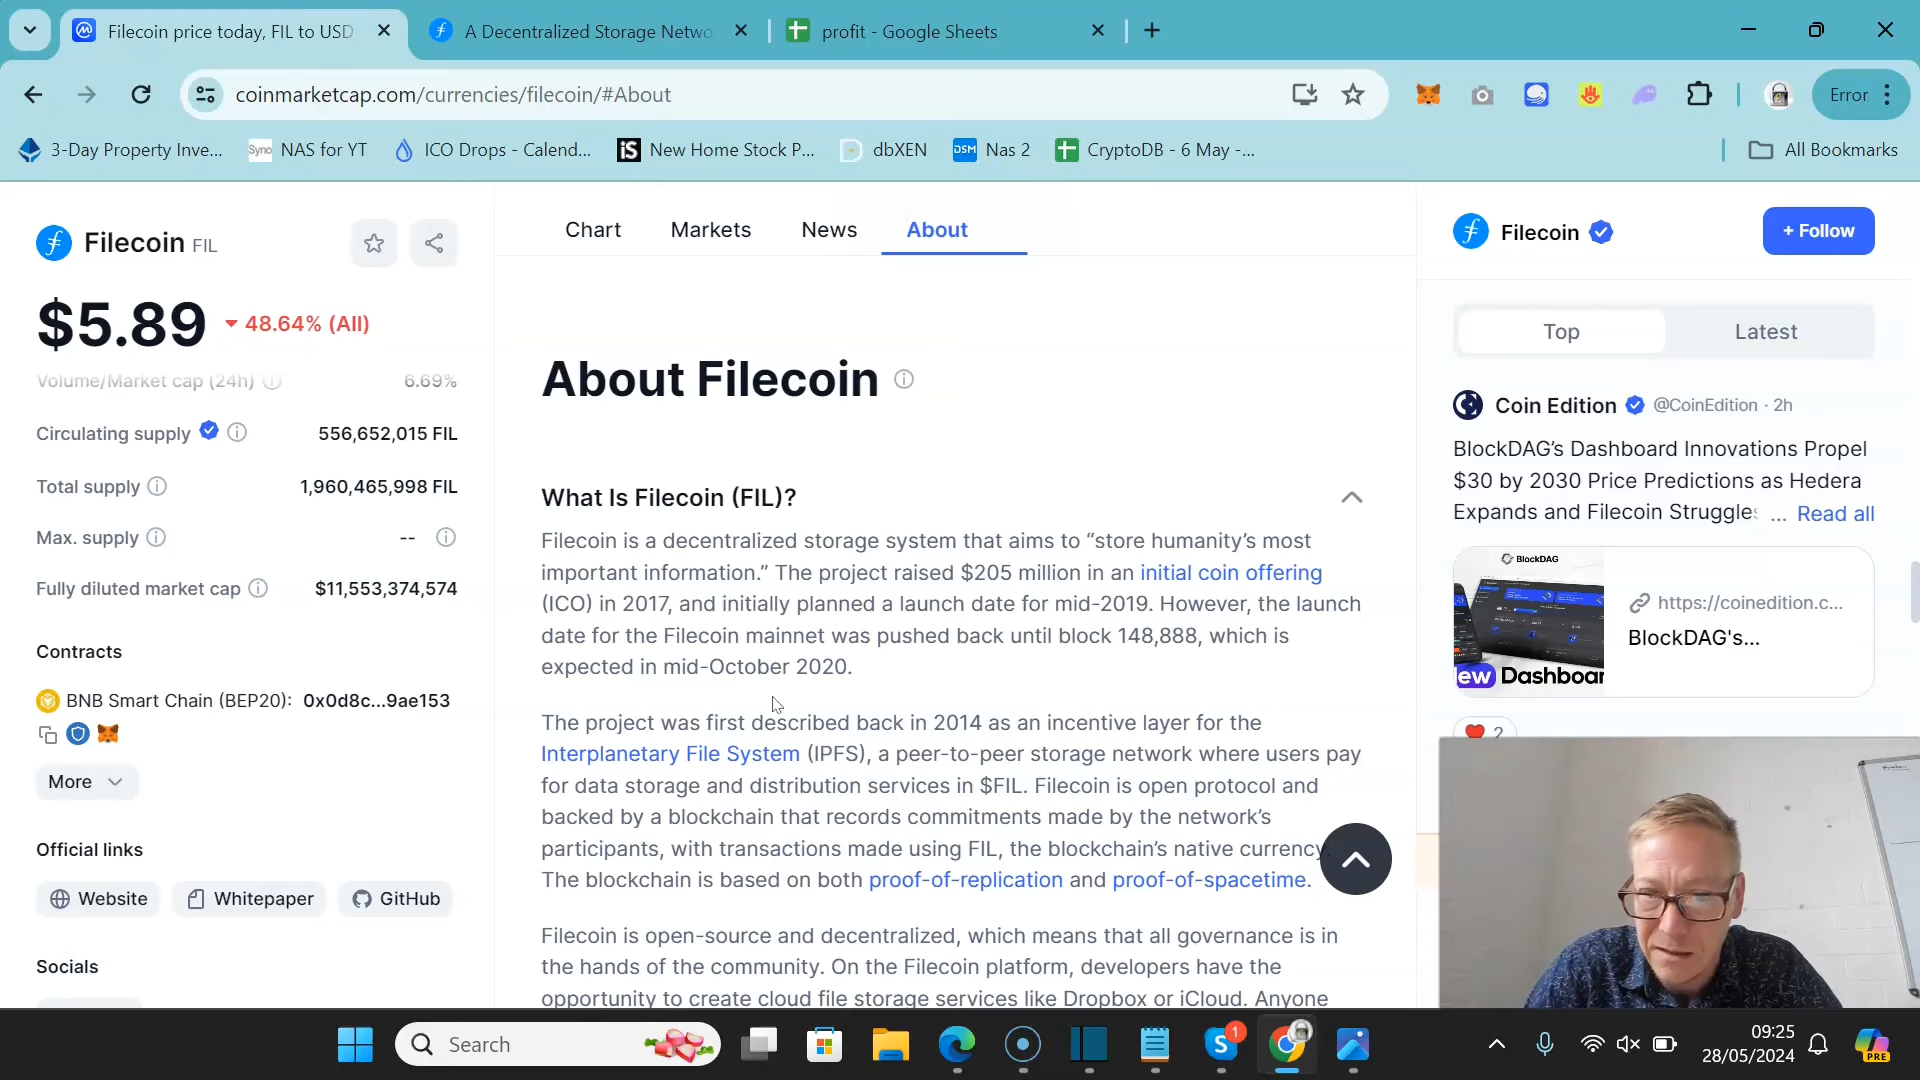 Filecoin price today, FIL to USD
A Decentralized Storage Netwo
profit - Google Sheets
coinmarketcap.com/currencies/filecoin/#About
Error
3-Day Property Inve...
Syno
NAS for YT
ICO Drops - Calend...
iS
New Home Stock P...
dbXEN
DSM
Nas 2
CryptoDB - 6 May -...
All Bookmarks
Filecoin FIL
$5.89
48.64% (All)
Volume/Market cap (24h)
6.69%
Circulating supply
556,652,015 FIL
Total supply
1,960,465,998 FIL
Max. supply
--
Fully diluted market cap
$11,553,374,574
Contracts
BNB Smart Chain (BEP20): 0x0d8c...9ae153
More
Official links
Website
Whitepaper
GitHub
Socials
Chart
Markets
News
About
About Filecoin
What Is Filecoin (FIL)?
Filecoin is a decentralized storage system that aims to “store humanity’s most
important information.” The project raised $205 million in an initial coin offering
(ICO) in 2017, and initially planned a launch date for mid-2019. However, the launch
date for the Filecoin mainnet was pushed back until block 148,888, which is
expected in mid-October 2020.
The project was first described back in 2014 as an incentive layer for the
Interplanetary File System (IPFS), a peer-to-peer storage network where users pay
for data storage and distribution services in $FIL. Filecoin is open protocol and
backed by a blockchain that records commitments made by the network’s
participants, with transactions made using FIL, the blockchain’s native currency.
The blockchain is based on both proof-of-replication and proof-of-spacetime.
Filecoin is open-source and decentralized, which means that all governance is in
the hands of the community. On the Filecoin platform, developers have the
opportunity to create cloud file storage services like Dropbox or iCloud. Anyone
Filecoin
+ Follow
Top
Latest
Coin Edition @CoinEdition · 2h
BlockDAG’s Dashboard Innovations Propel
$30 by 2030 Price Predictions as Hedera
Expands and Filecoin Struggles ... Read all
BlockDAG
ew Dashboar
https://coinedition.c...
BlockDAG's...
2
Search
1
PRE
09:25
28/05/2024